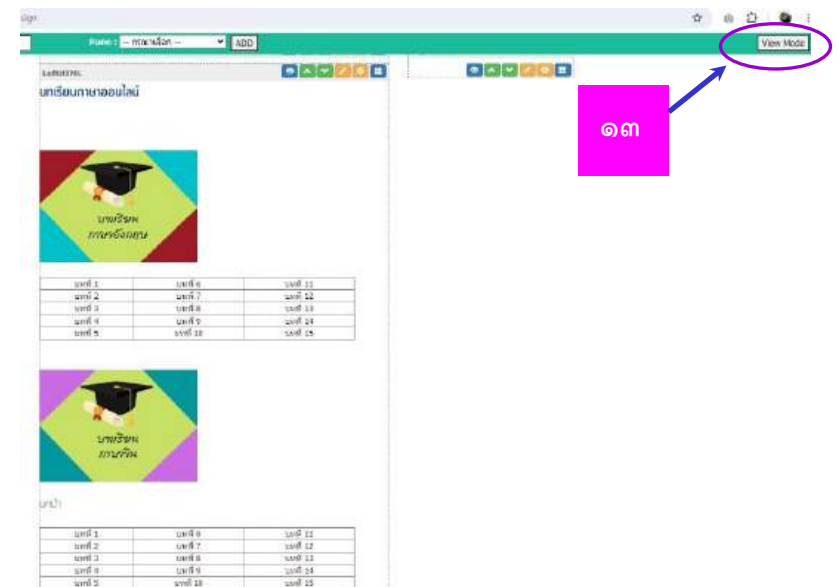 sign
Name : -- กรุณาเลือก -- ADD
View Mode
LeftHTML
บทเรียนภาษาออนไลน์
๑๓
บทเรียน
ภาษาอังกฤษ
บทที่ 1 บทที่ 6 บทที่ 11
บทที่ 2 บทที่ 7 บทที่ 12
บทที่ 3 บทที่ 8 บทที่ 13
บทที่ 4 บทที่ 9 บทที่ 14
บทที่ 5 บทที่ 10 บทที่ 15
บทเรียน
ภาษาจีน
บทที่ 1 บทที่ 6 บทที่ 11
บทที่ 2 บทที่ 7 บทที่ 12
บทที่ 3 บทที่ 8 บทที่ 13
บทที่ 4 บทที่ 9 บทที่ 14
บทที่ 5 บทที่ 10 บทที่ 15